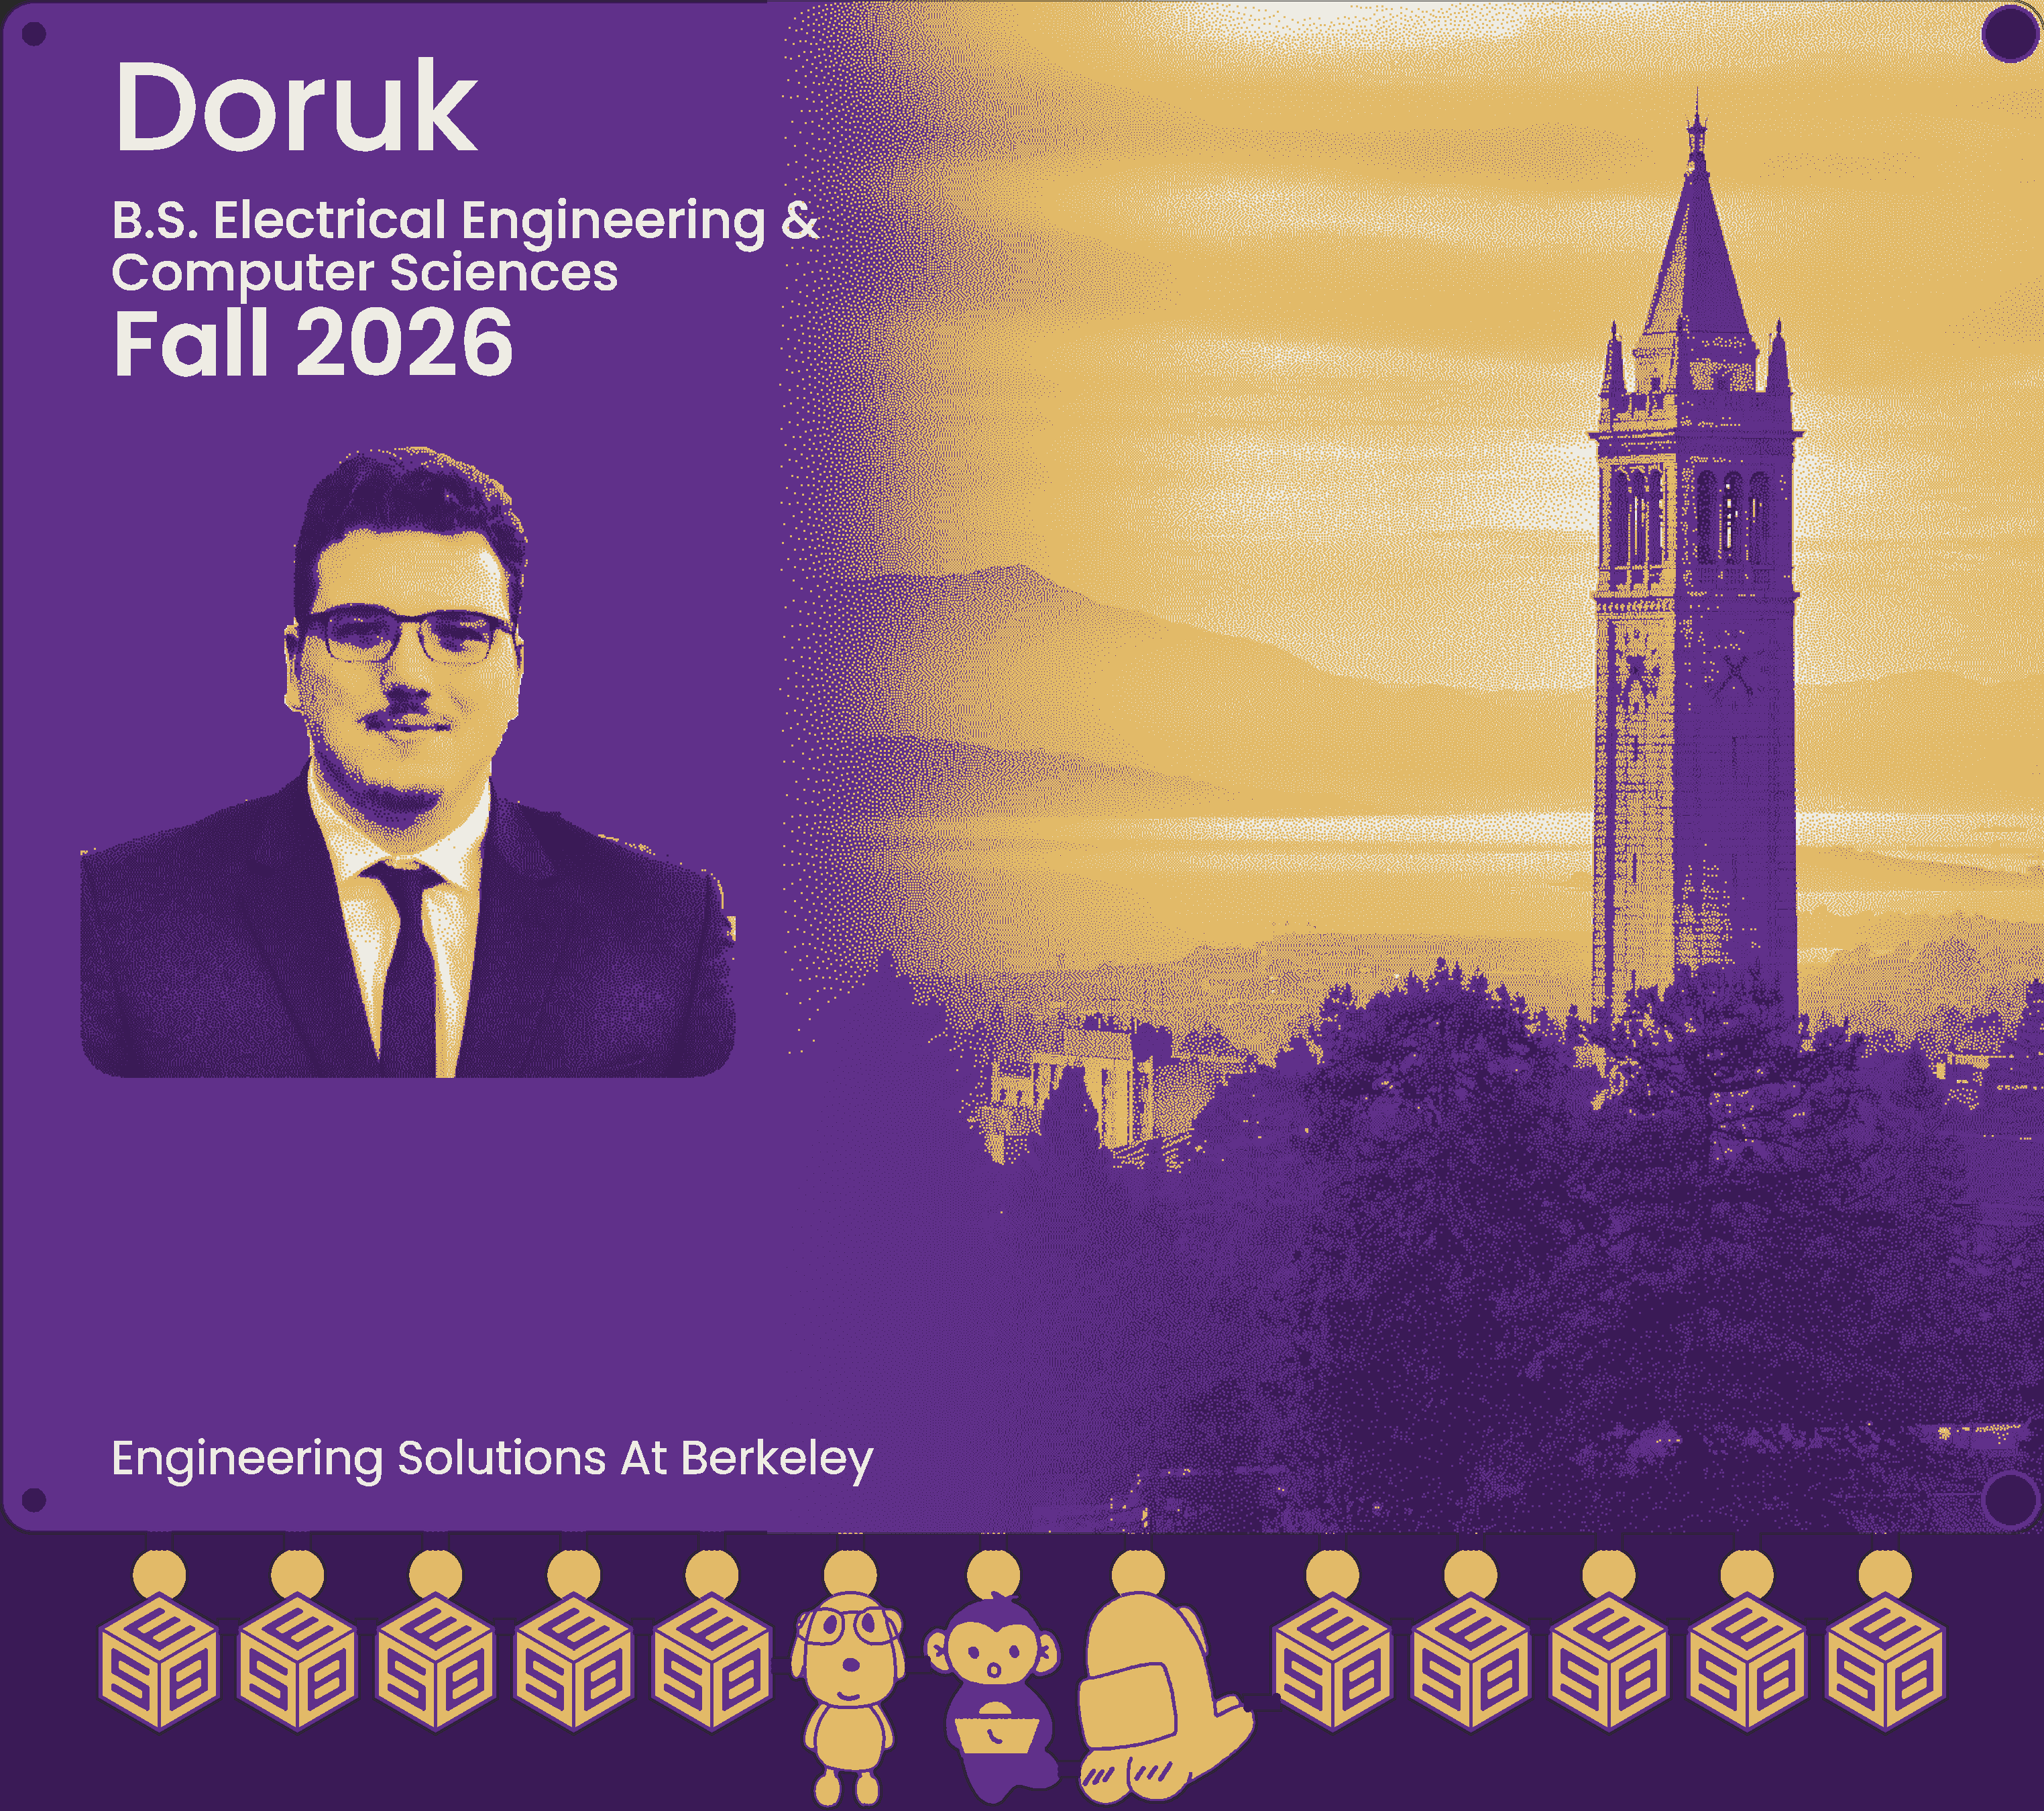 Doruk
B.S. Electrical Engineering &
Computer Sciences
Fall 2026
Engineering Solutions At Berkeley
E S B E S B E S B E S B E S B E S B E S B E S B E S B E S B